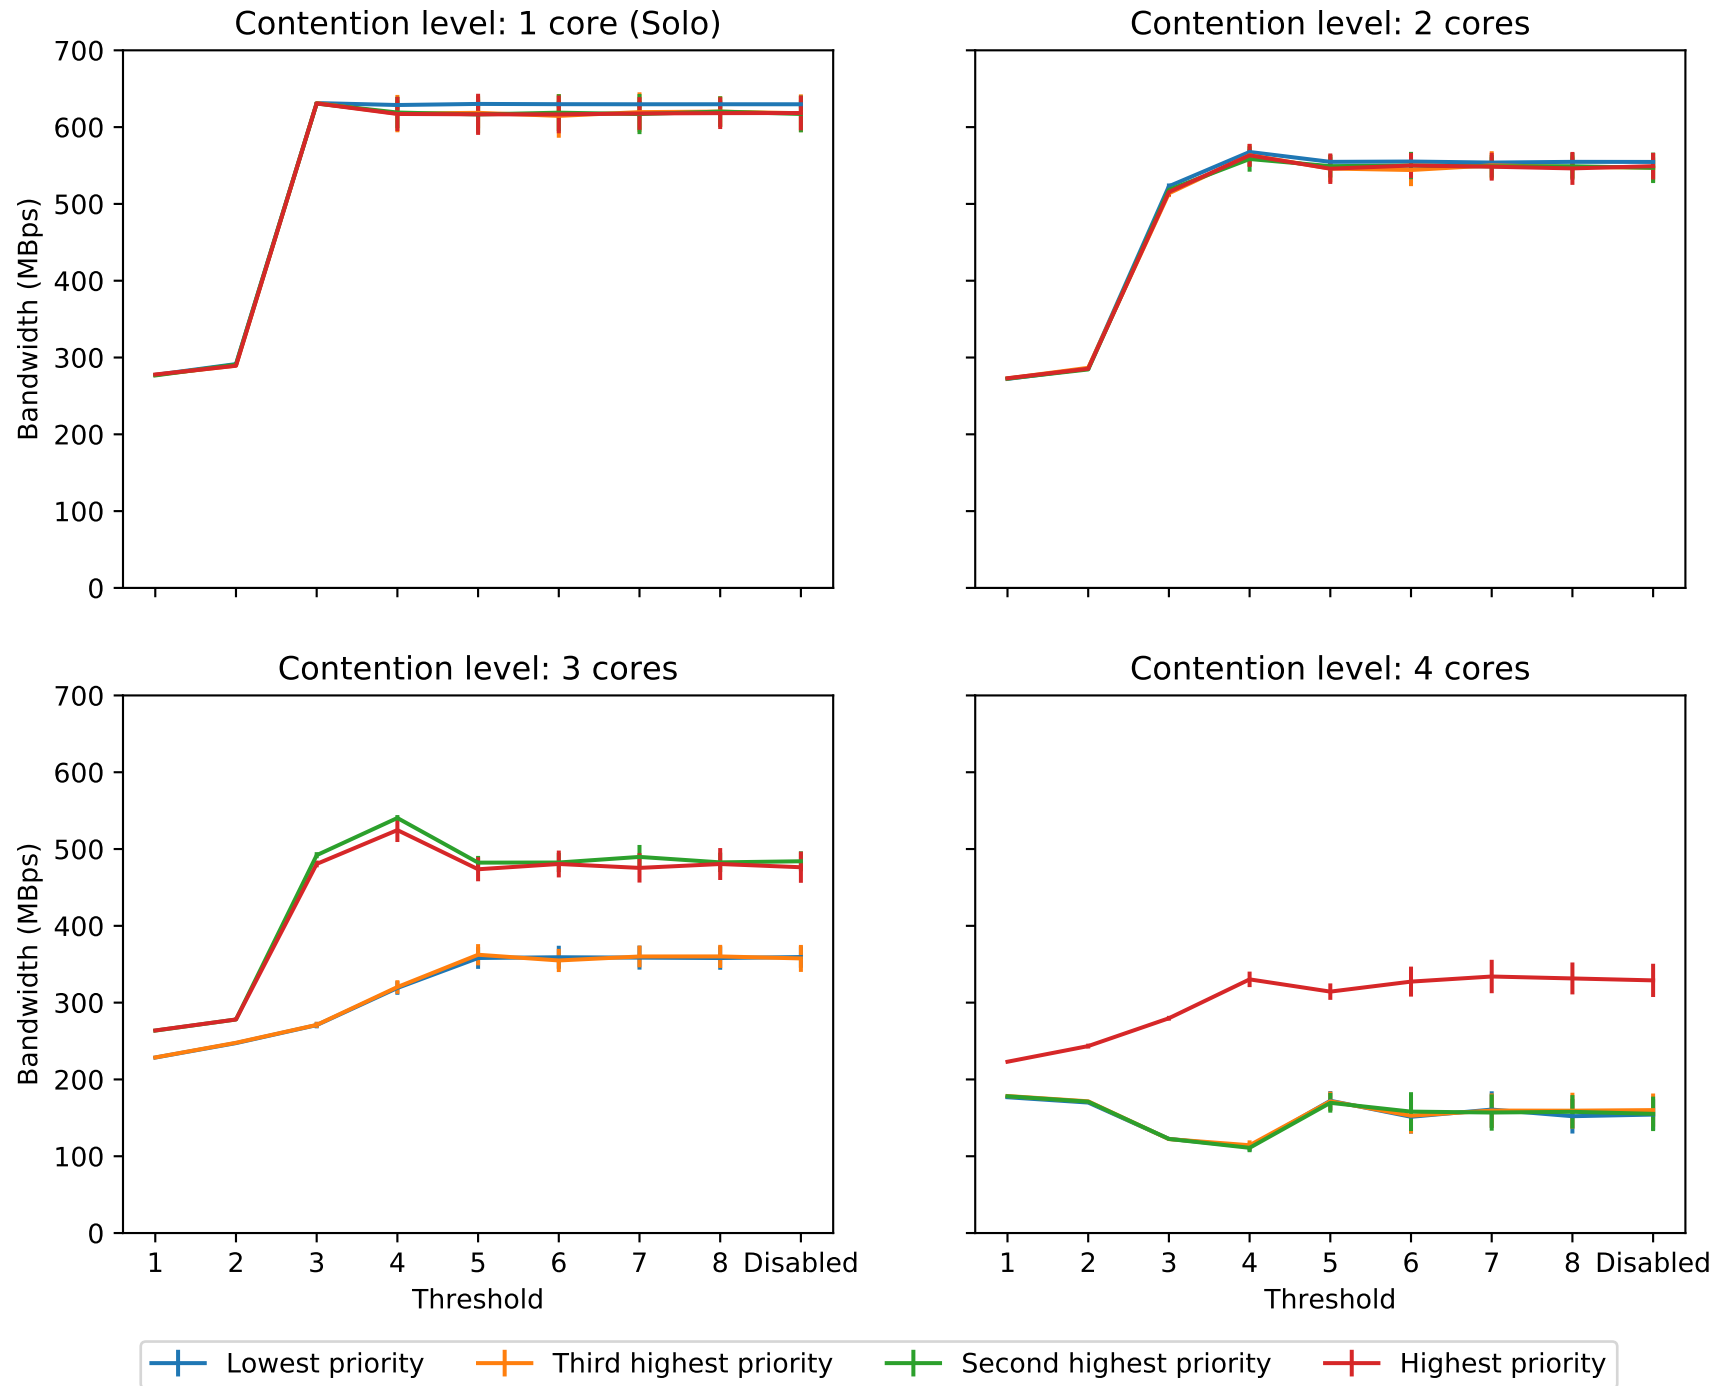 Contention level: 1 core (Solo)
Contention level: 2 cores
700
600
500
400
300
200
100
0
Bandwidth (MBps)
Contention level: 3 cores
Contention level: 4 cores
700
600
500
400
300
200
100
0
Bandwidth (MBps)
1 2 3 4 5 6 7 8 Disabled
1 2 3 4 5 6 7 8 Disabled
Threshold
Threshold
Lowest priority Third highest priority Second highest priority Highest priority